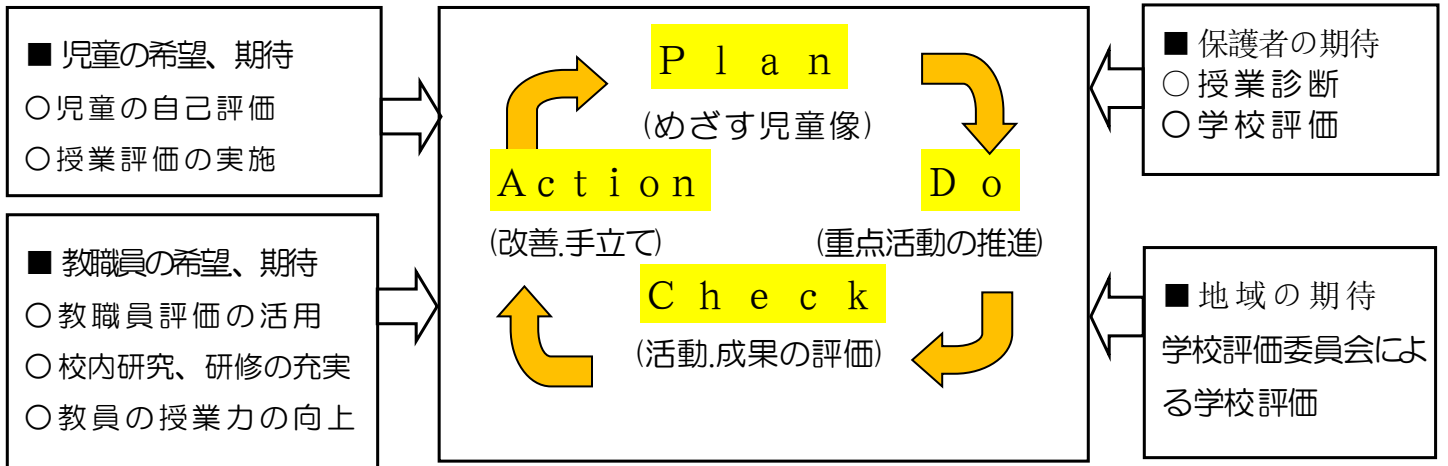 ■ 児童の希望、期待
○児童の自己評価
○授業評価の実施
■ 教職員の希望、期待
○教職員評価の活用
○校内研究、研修の充実
○教員の授業力の向上
Ｐｌａｎ
(めざす児童像)
Ａｃｔｉｏｎ
Ｄｏ
(改善.手立て)
(重点活動の推進)
Ｃｈｅｃｋ
(活動.成果の評価)
■ 保護者の期待
○授業診断
○学校評価
■地域の期待
学校評価委員会によ
る学校評価